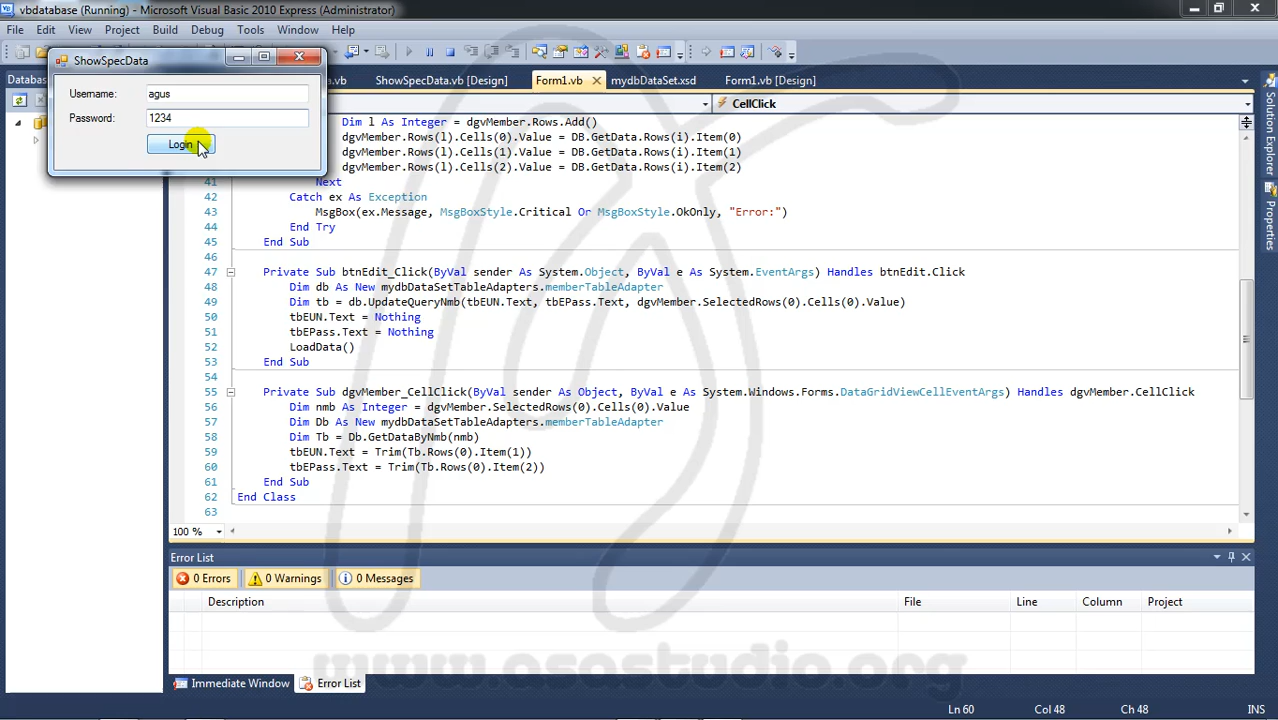 vbdatabase (Running) - Microsoft Visual Basic 2010 Express (Administrator)
File Edit View Project Build Debug Tools Window Help
ShowSpecData
Username: agus
Password: 1234
Login
ShowSpecData.vb [Design] Form1.vb mydbDataSet.xsd Form1.vb [Design]
CellClick
Dim l As Integer = dgvMember.Rows.Add()
dgvMember.Rows(l).Cells(0).Value = DB.GetData.Rows(i).Item(0)
dgvMember.Rows(l).Cells(1).Value = DB.GetData.Rows(i).Item(1)
dgvMember.Rows(l).Cells(2).Value = DB.GetData.Rows(i).Item(2)
41 Next
42 Catch ex As Exception
43 MsgBox(ex.Message, MsgBoxStyle.Critical Or MsgBoxStyle.OkOnly, "Error:")
44 End Try
45 End Sub
46
47 Private Sub btnEdit_Click(ByVal sender As System.Object, ByVal e As System.EventArgs) Handles btnEdit.Click
48 Dim db As New mydbDataSetTableAdapters.memberTableAdapter
49 Dim tb = db.UpdateQueryNmb(tbEUN.Text, tbEPass.Text, dgvMember.SelectedRows(0).Cells(0).Value)
50 tbEUN.Text = Nothing
51 tbEPass.Text = Nothing
52 LoadData()
53 End Sub
54
55 Private Sub dgvMember_CellClick(ByVal sender As Object, ByVal e As System.Windows.Forms.DataGridViewCellEventArgs) Handles dgvMember.CellClick
56 Dim nmb As Integer = dgvMember.SelectedRows(0).Cells(0).Value
57 Dim Db As New mydbDataSetTableAdapters.memberTableAdapter
58 Dim Tb = Db.GetDataByNmb(nmb)
59 tbEUN.Text = Trim(Tb.Rows(0).Item(1))
60 tbEPass.Text = Trim(Tb.Rows(0).Item(2))
61 End Sub
62 End Class
63
100 %
Error List
0 Errors 0 Warnings 0 Messages
Description File Line Column Project
www.asastudio.org
Immediate Window Error List
Ln 60 Col 48 Ch 48 INS
Solution Explorer
Properties